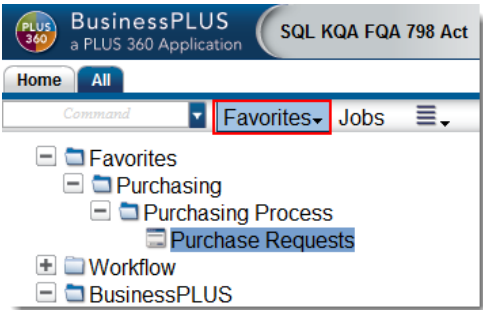 PLUS 360
BusinessPLUS
a PLUS 360 Application
SQL KQA FQA 798 Act
Home All
Command Favorites Jobs
Favorites
Purchasing
Purchasing Process
Purchase Requests
Workflow
BusinessPLUS